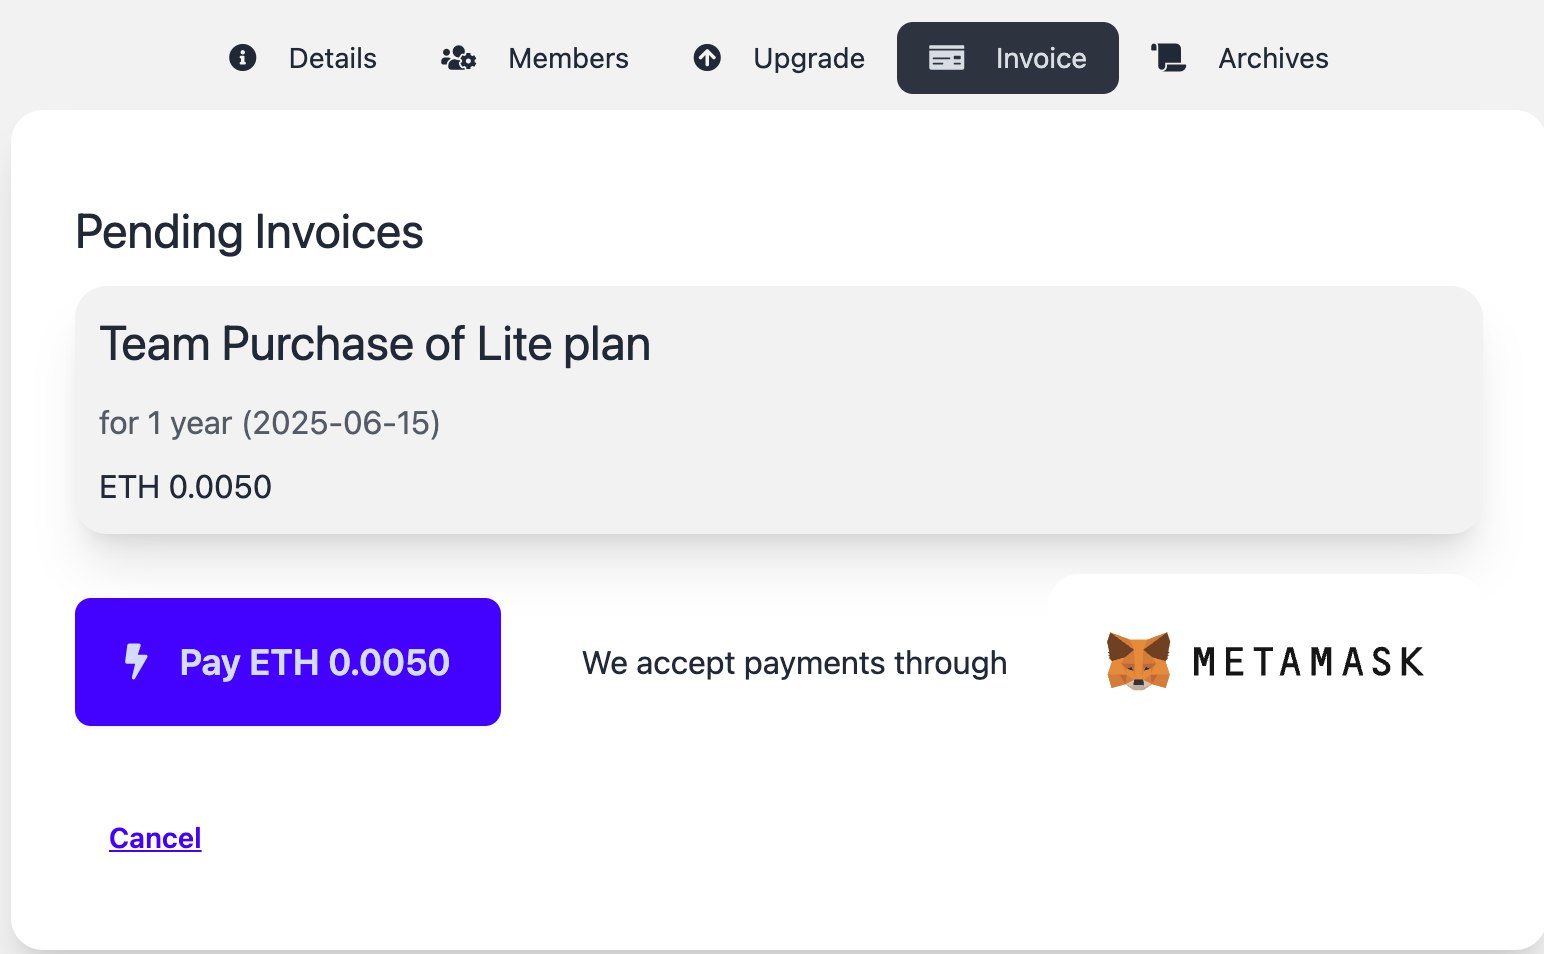 Details Members Upgrade Invoice Archives
Pending Invoices
Team Purchase of Lite plan
for 1 year (2025-06-15)
ETH 0.0050
Pay ETH 0.0050 We accept payments through METAMASK
Cancel